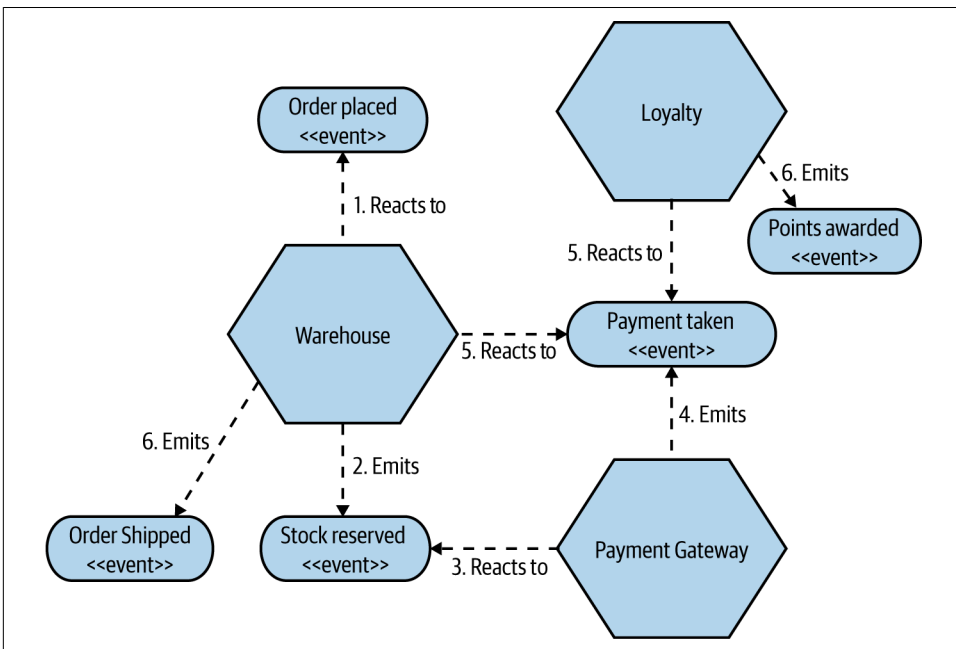 Order placed
<<event>>
Loyalty
1. Reacts to
6. Emits
Points awarded
<<event>>
5. Reacts to
Warehouse
Payment taken
<<event>>
5. Reacts to
4. Emits
6. Emits
2. Emits
Order Shipped
<<event>>
Stock reserved
<<event>>
3. Reacts to
Payment Gateway